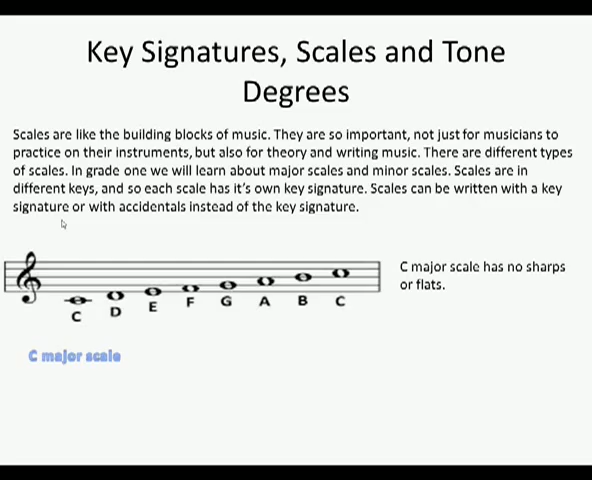 Key Signatures, Scales and Tone
Degrees
Scales are like the building blocks of music. They are so important, not just for musicians to
practice on their instruments, but also for theory and writing music. There are different types
of scales. In grade one we will learn about major scales and minor scales. Scales are in
different keys, and so each scale has it's own key signature. Scales can be written with a key
signature or with accidentals instead of the key signature.
C major scale has no sharps
or flats.
C D E F G A B C
C major scale